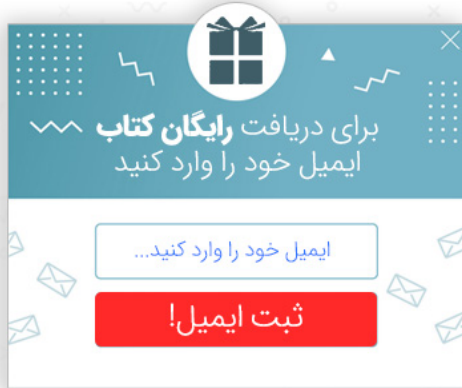 برای دریافت رایگان کتاب
ایمیل خود را وارد کنید
ایمیل خود را وارد کنید...
ثبت ایمیل!